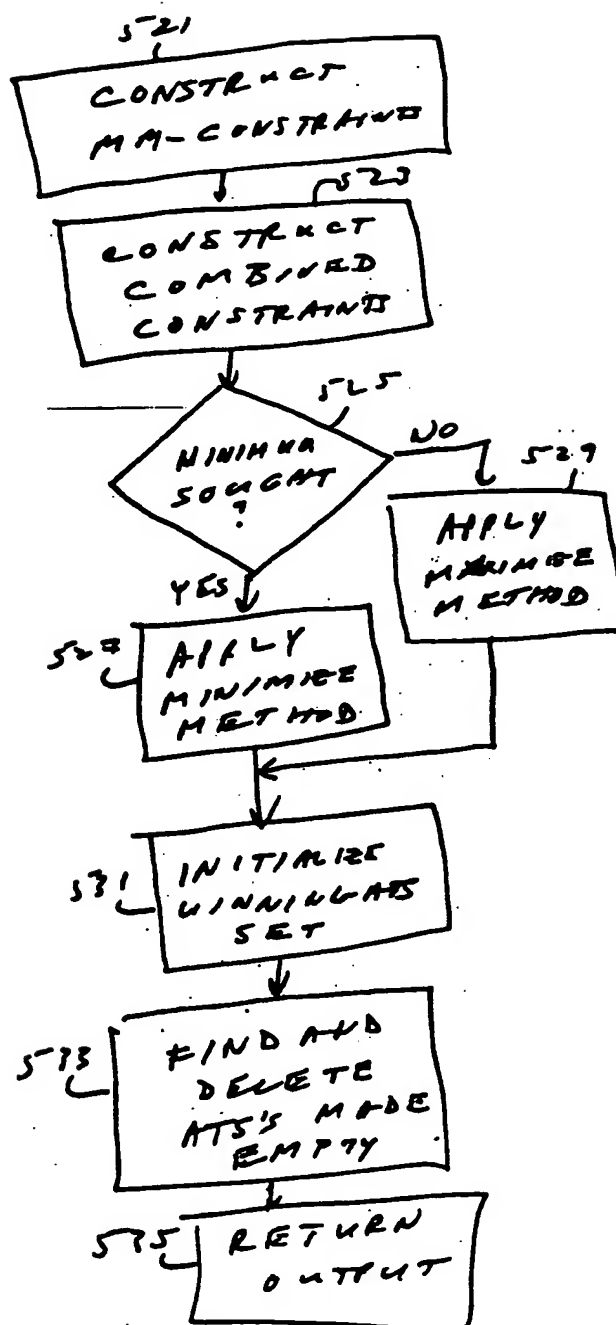 521
CONSTRUCT
MM-CONSTRAINTS
523
CONSTRUCT
COMBINED
CONSTRAINTS
525
MINIMUM
SOUGHT
?
NO
529
APPLY
MAXIMIZE
METHOD
YES
527
APPLY
MINIMIZE
METHOD
531
INITIALIZE
WINNINGATS
SET
533
FIND AND
DELETE
ATS'S MADE
EMPTY
535
RETURN
OUTPUT